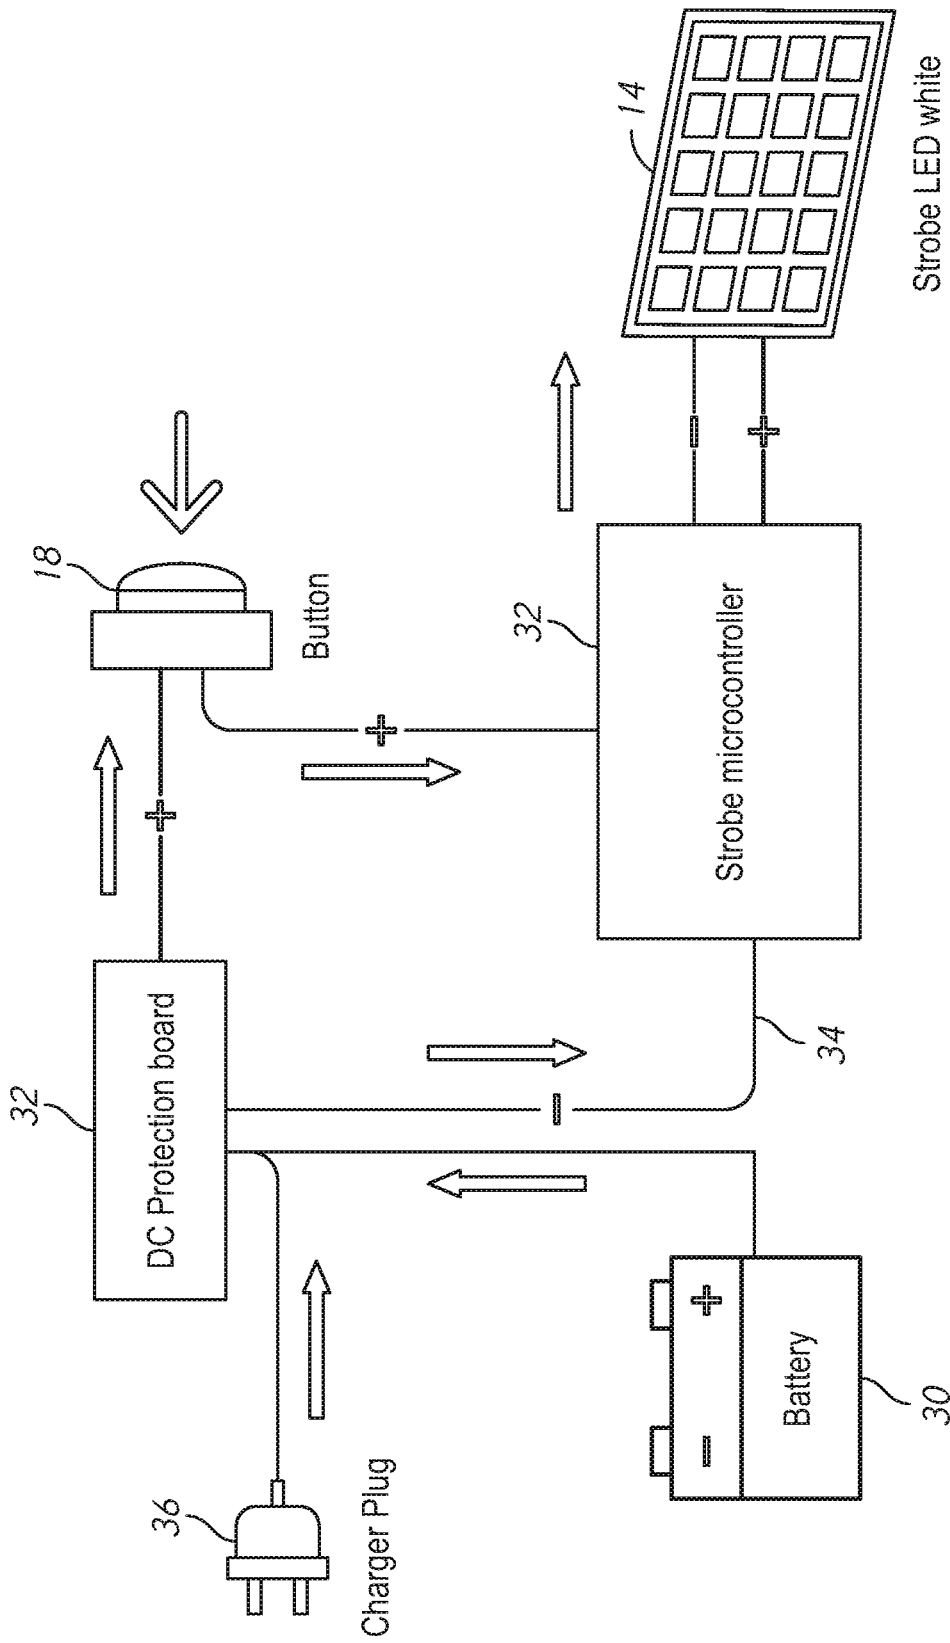 36
Charger Plug
32
DC Protection board
+
18
Button
+
−
34
− +
Battery
30
32
Strobe microcontroller
−
+
14
Strobe LED white